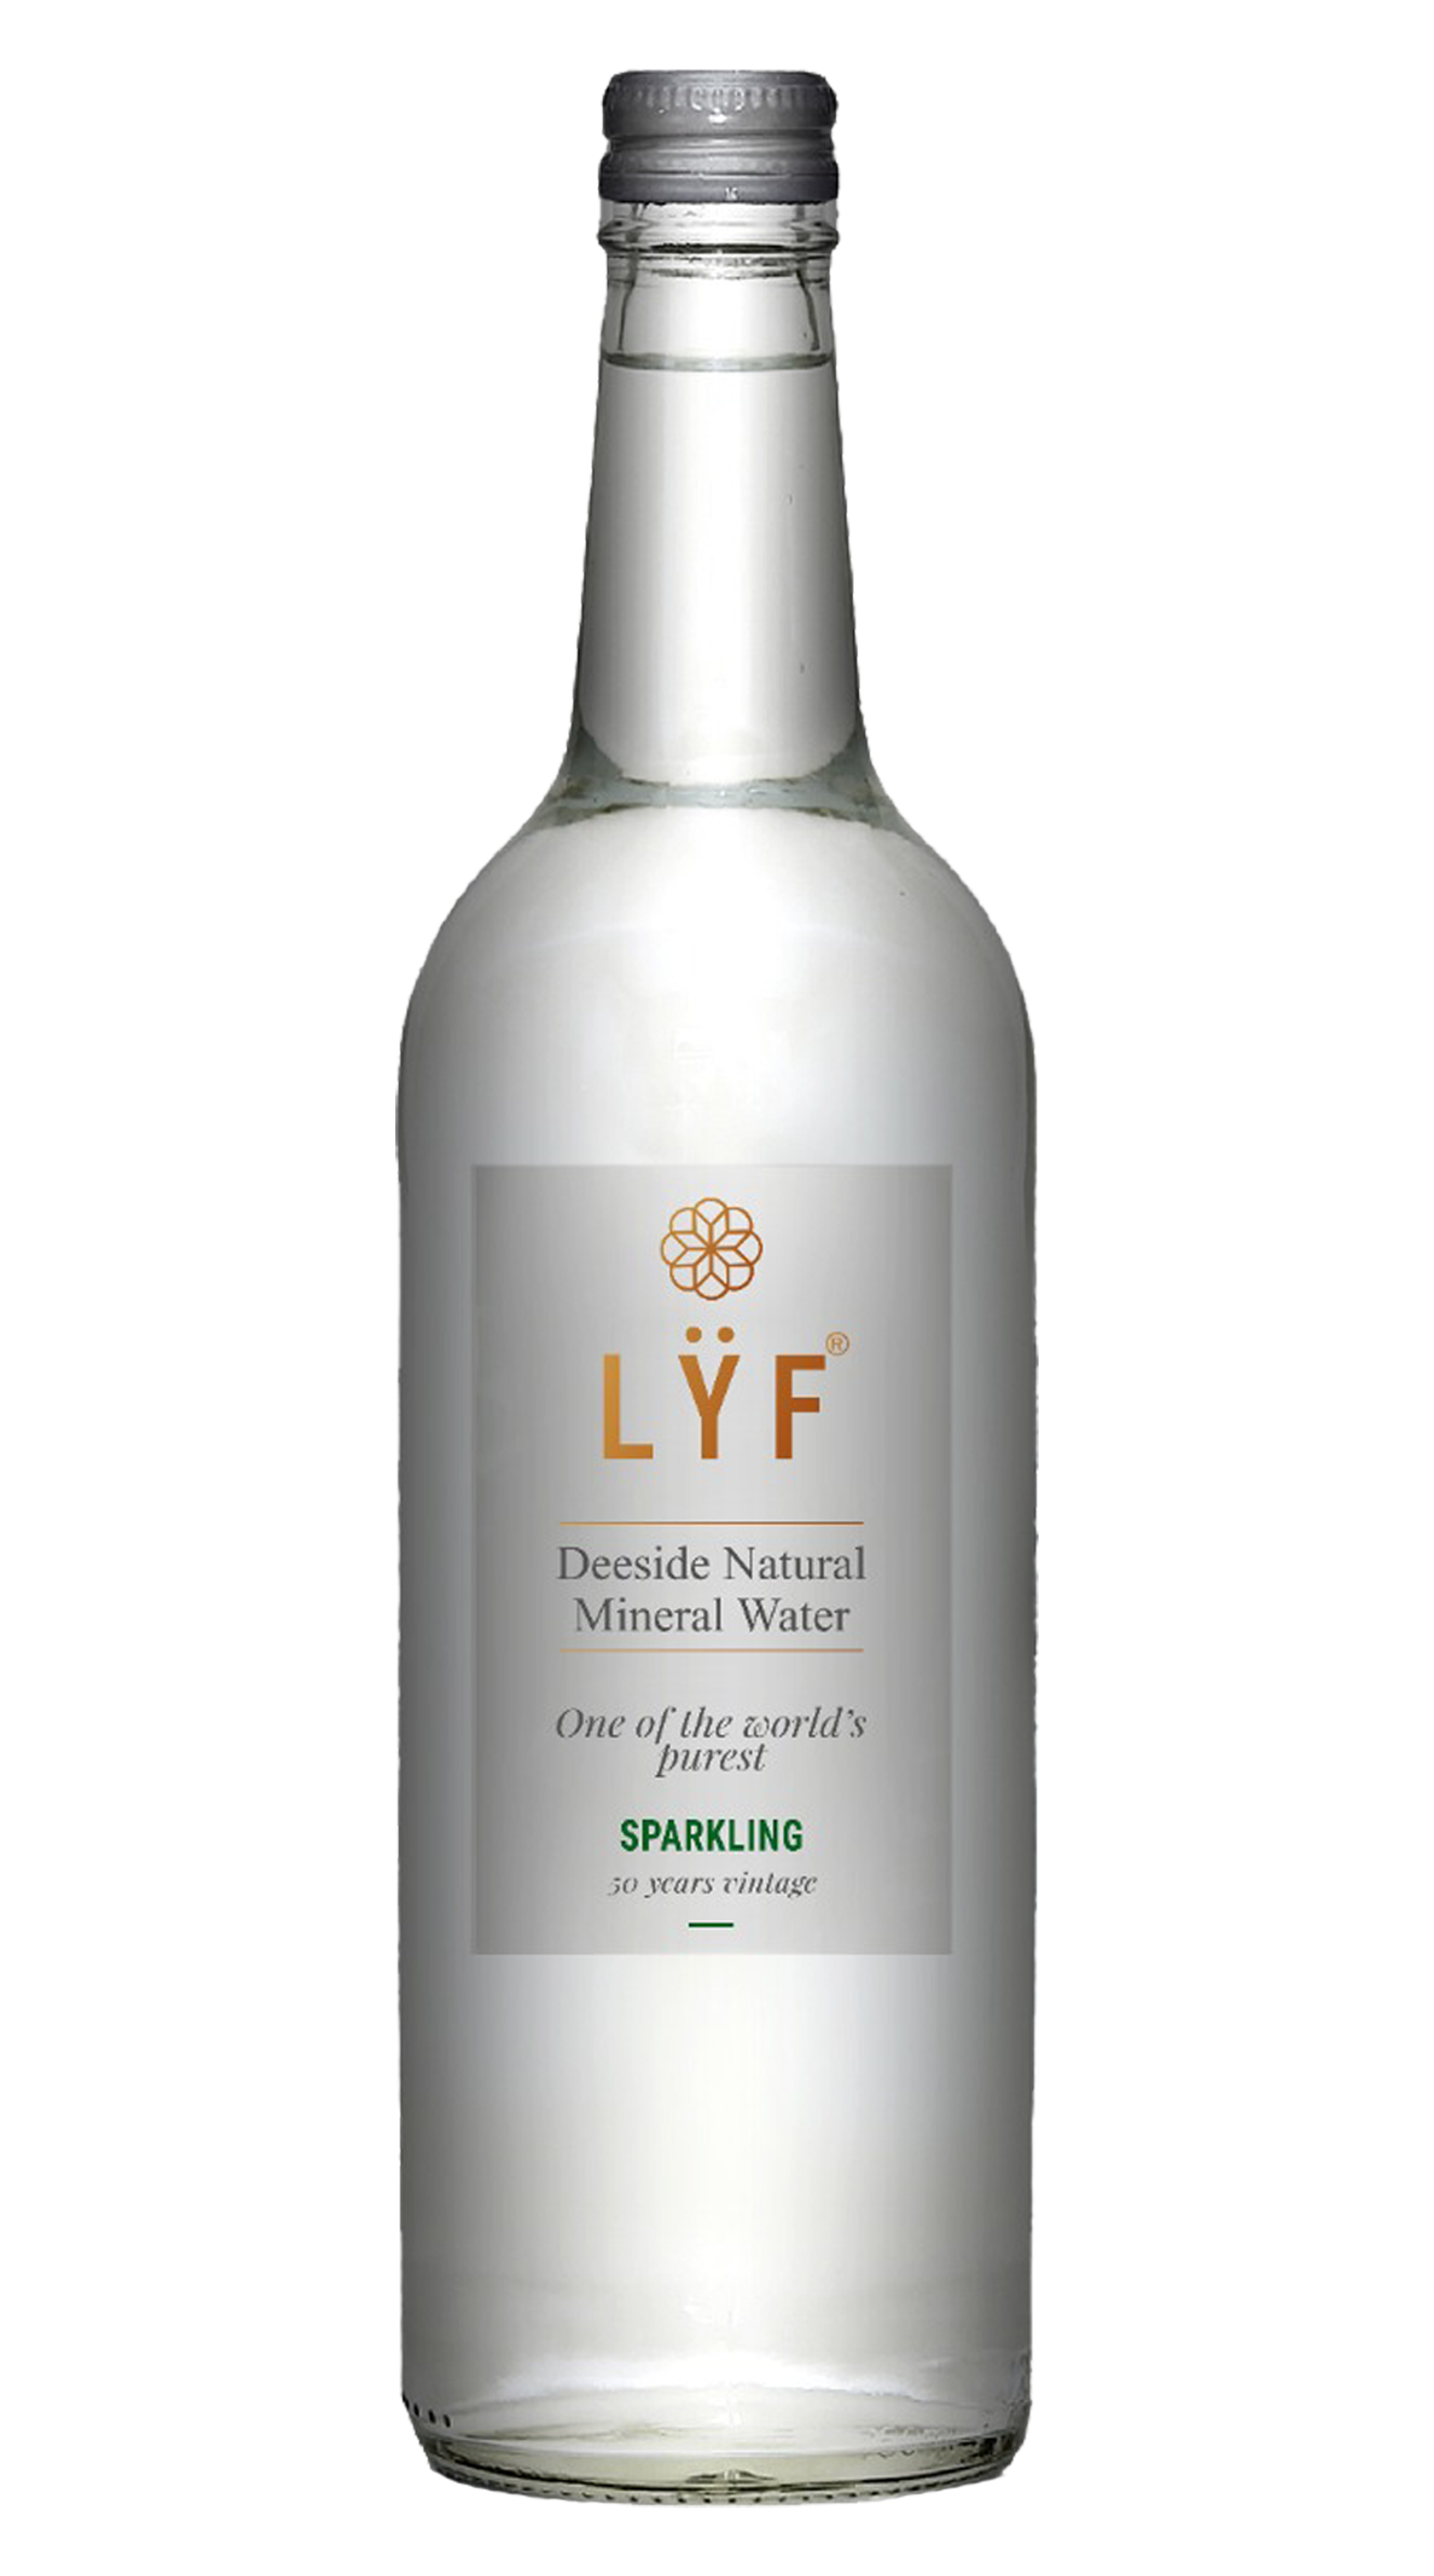 LŸF®
Deeside Natural
Mineral Water
One of the world's
purest
SPARKLING
50 years vintage